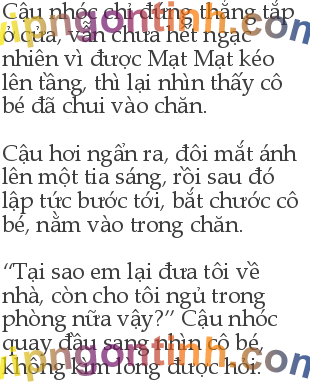 Cậu nhóc chỉ đứng thẳng tắp
ở cửa, vẫn chưa hết ngạc
nhiên vì được Mạt Mạt kéo
lên tầng, thì lại nhìn thấy cô
bé đã chui vào chăn.
Cậu hơi ngẩn ra, đôi mắt ánh
lên một tia sáng, rồi sau đó
lập tức bước tới, bắt chước cô
bé, nằm vào trong chăn.
“Tại sao em lại đưa tôi về
nhà, còn cho tôi ngủ trong
phòng nữa vậy?” Cậu nhóc
quay đầu sang nhìn cô bé,
không kìm lòng được hỏi.
vipngontinh.com
vipngontinh.com